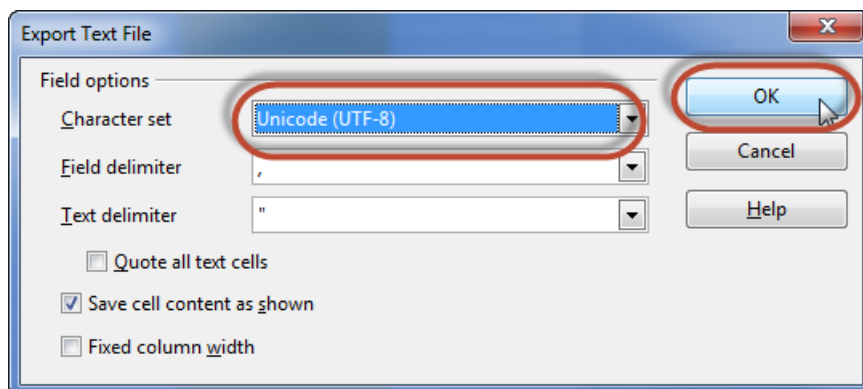 Export Text File
Field options
Character set
Unicode (UTF-8)
OK
Field delimiter
,
Cancel
Text delimiter
"
Help
Quote all text cells
Save cell content as shown
Fixed column width